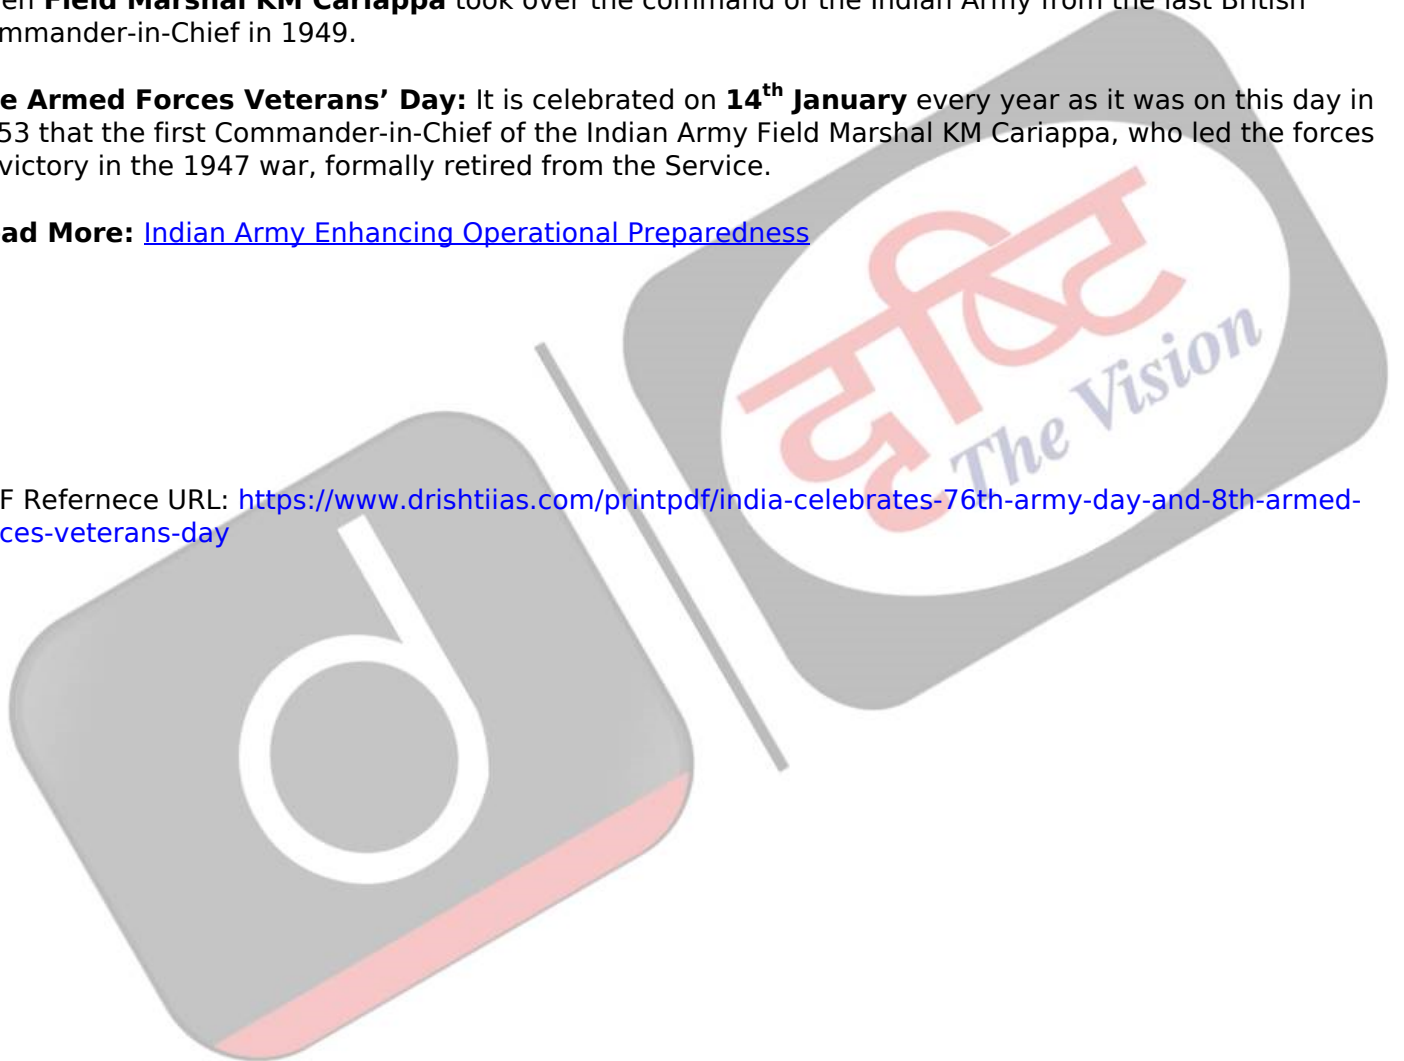 en Field Marshal KM Cariappa took over the command of the Indian Army from the last British
mmander-in-Chief in 1949.
e Armed Forces Veterans’ Day: It is celebrated on 14th January every year as it was on this day in
53 that the first Commander-in-Chief of the Indian Army Field Marshal KM Cariappa, who led the forces
victory in the 1947 war, formally retired from the Service.
ad More: Indian Army Enhancing Operational Preparedness
दृष्टि
The Vision
F Refernece URL: https://www.drishtiias.com/printpdf/india-celebrates-76th-army-day-and-8th-armed-
ces-veterans-day
d